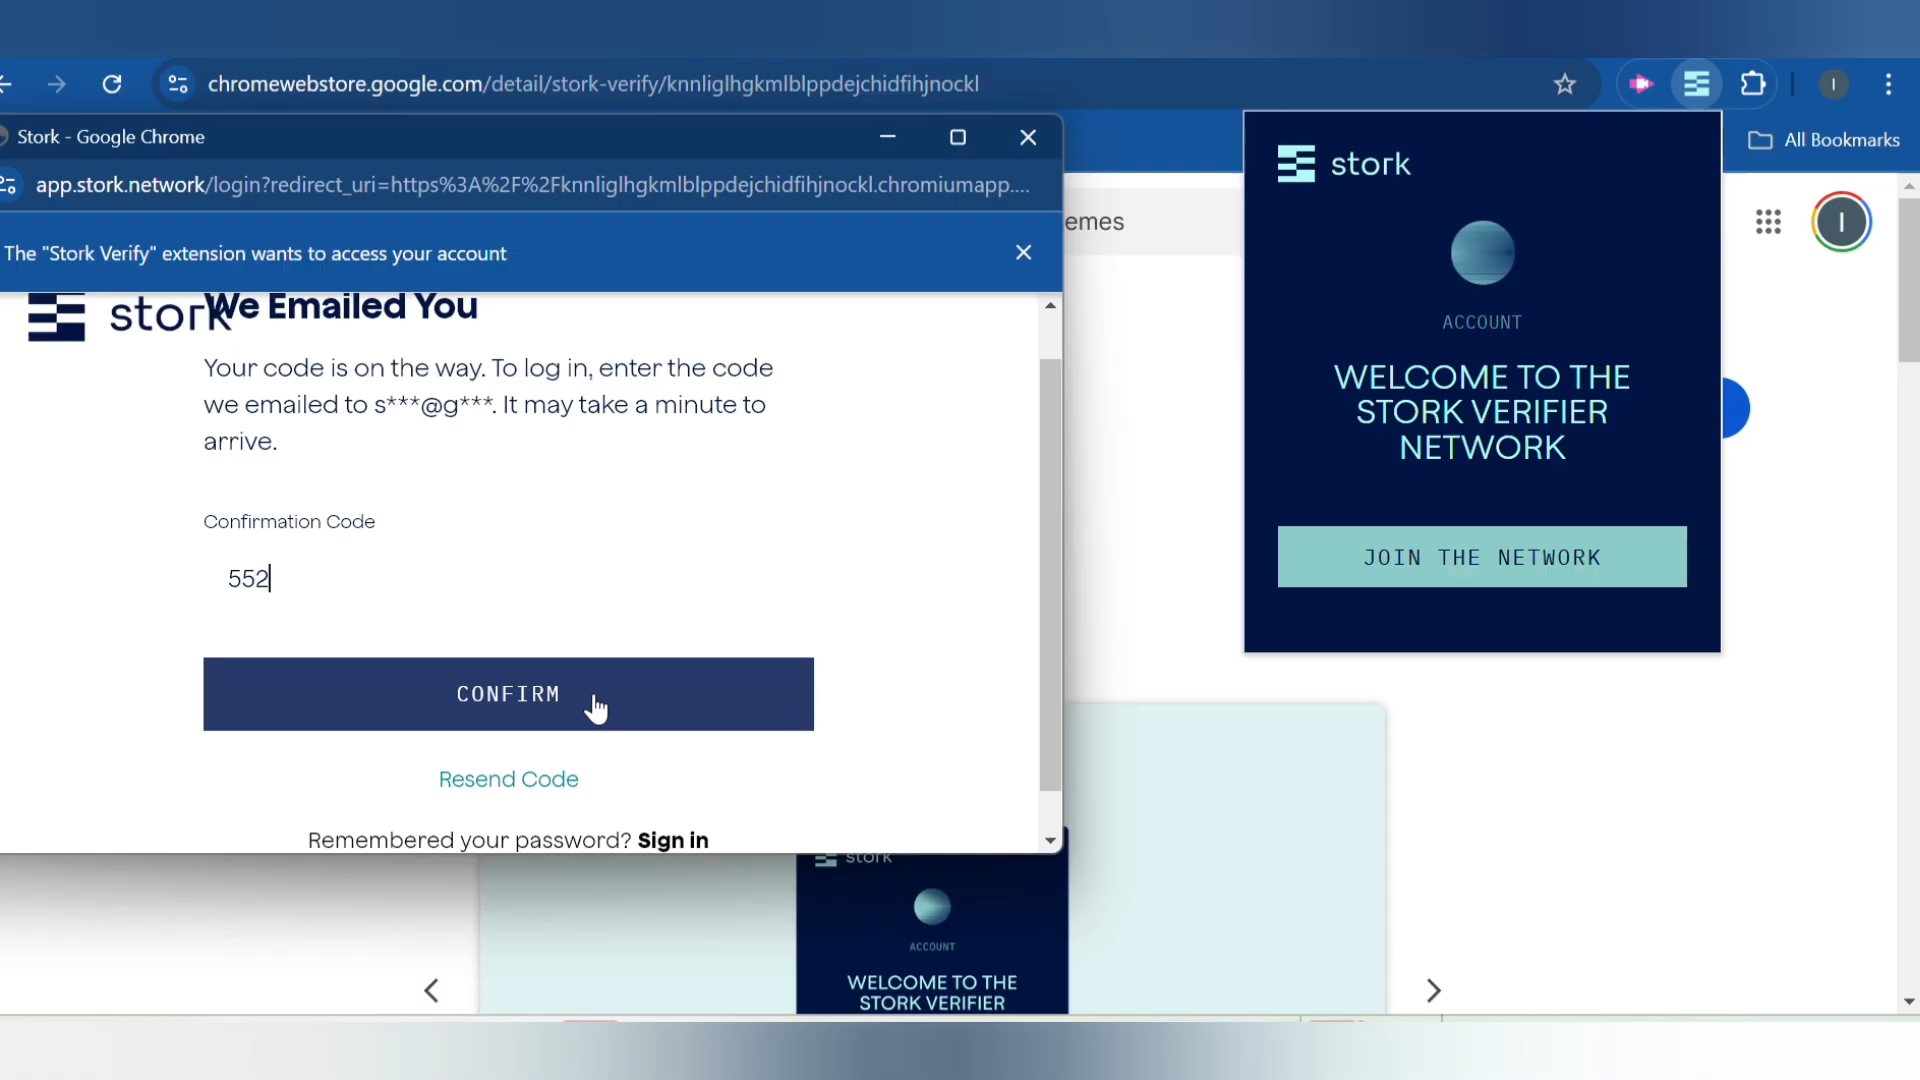 chromewebstore.google.com/detail/stork-verify/knnliglhgkmlblppdejchidfihjnockl
I
All Bookmarks
Stork - Google Chrome
app.stork.network/login?redirect_uri=https%3A%2F%2Fknnliglhgkmlblppdejchidfihjnockl.chromiumapp....
The "Stork Verify" extension wants to access your account
emes
I
stork
We Emailed You
Your code is on the way. To log in, enter the code
we emailed to s***@g***. It may take a minute to
arrive.
Confirmation Code
552
CONFIRM
Resend Code
Remembered your password? Sign in
stork
ACCOUNT
WELCOME TO THE
STORK VERIFIER
NETWORK
JOIN THE NETWORK
stork
ACCOUNT
WELCOME TO THE
STORK VERIFIER